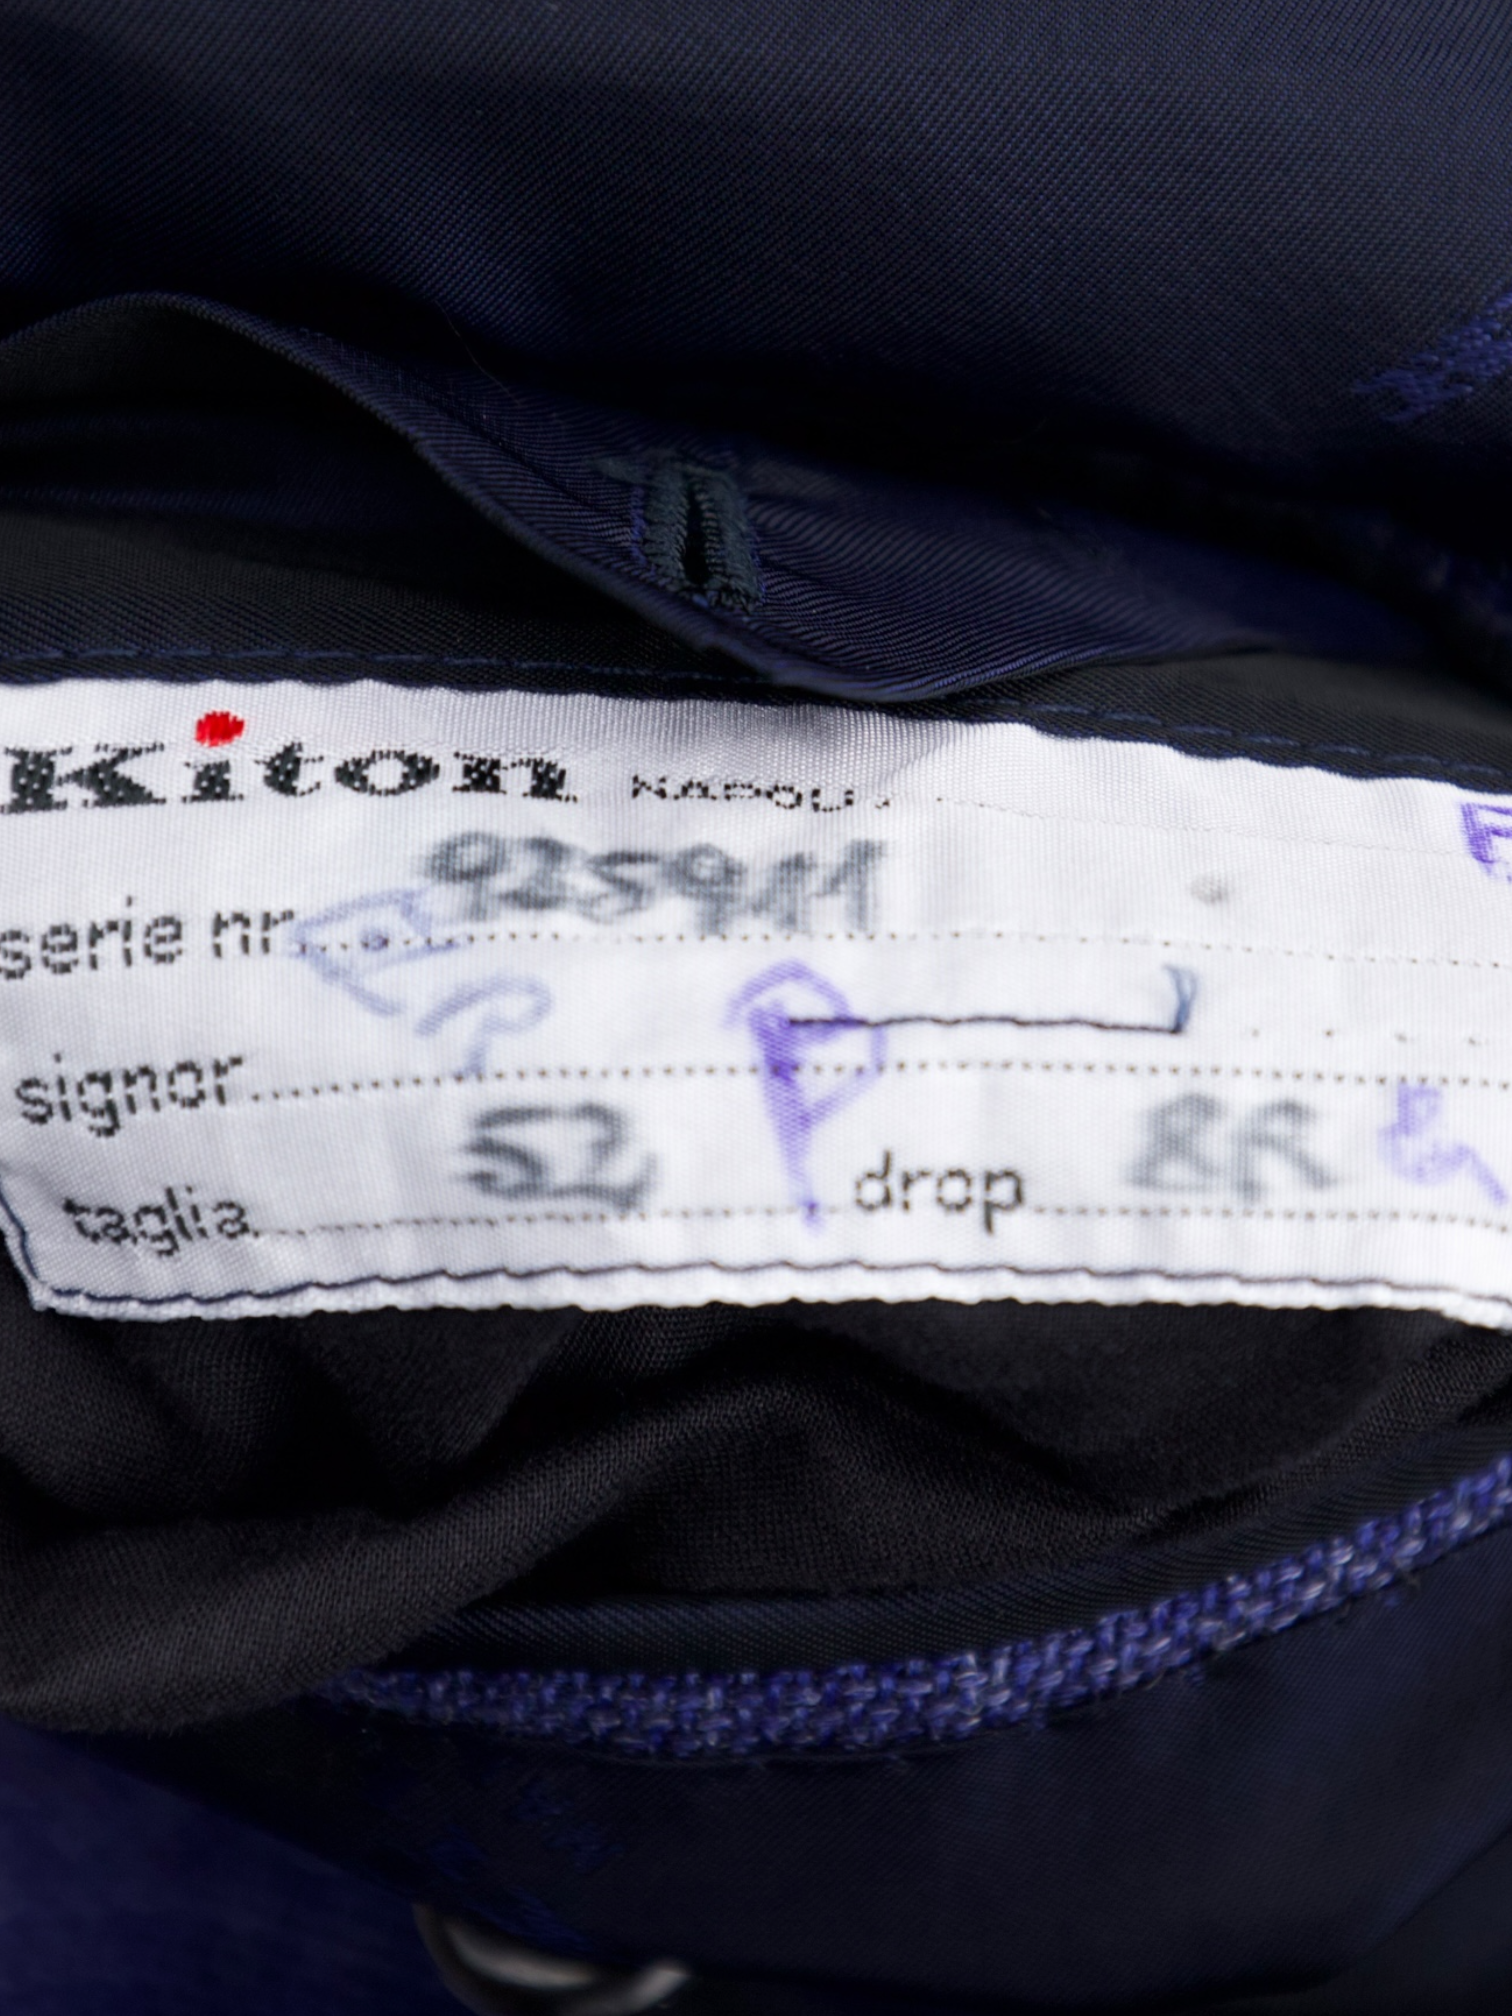 Kiton NAPOLI
serie nr. 925911
signor
taglia 52 drop 8R